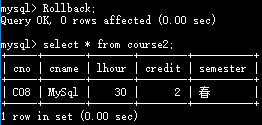 mysql> Rollback;
Query OK, 0 rows affected (0.00 sec)
mysql> select * from course2;
+-----+-------+-------+--------+----------+
| cno | cname | lhour | credit | semester |
+-----+-------+-------+--------+----------+
| C08 | MySql | 30 | 2 | 春 |
+-----+-------+-------+--------+----------+
1 row in set (0.00 sec)